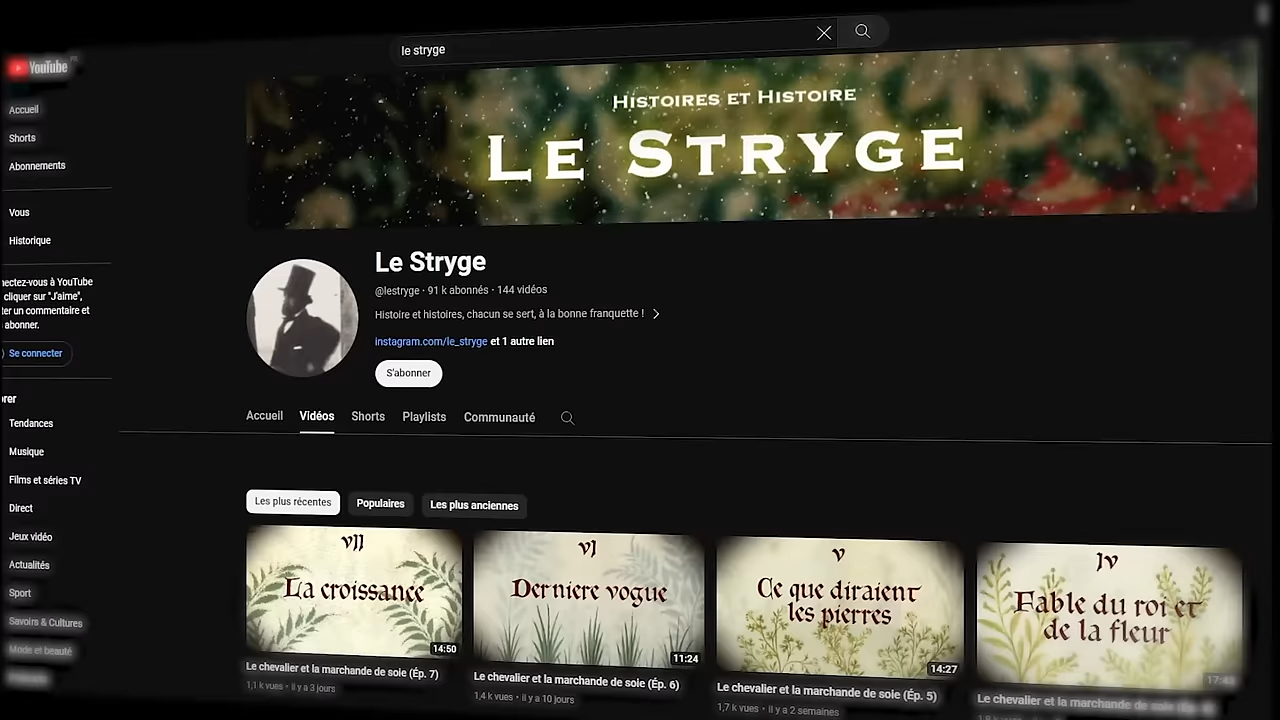 le stryge
YouTube
Accueil
Shorts
Abonnements
Vous
Historique
nectez-vous à YouTube
cliquer sur "J'aime",
ter un commentaire et
abonner.
Se connecter
orer
Tendances
Musique
Films et séries TV
Direct
Jeux vidéo
Actualités
Sport
Savoirs & Cultures
Mode et beauté
Histoires et Histoire
Le Stryge
Le Stryge
@lestryge · 91 k abonnés · 144 vidéos
Histoire et histoires, chacun se sert, à la bonne franquette !
instagram.com/le_stryge et 1 autre lien
S'abonner
Accueil Vidéos Shorts Playlists Communauté
Les plus récentes Populaires Les plus anciennes
VII
La croissance
14:50
Le chevalier et la marchande de soie (Ép. 7)
1,1 k vues · il y a 3 jours
VI
Derniere vogue
11:24
Le chevalier et la marchande de soie (Ép. 6)
1,4 k vues · il y a 10 jours
V
Ce que diraient
les pierres
14:27
Le chevalier et la marchande de soie (Ép. 5)
1,7 k vues · il y a 2 semaines
IV
Fable du roi et
de la fleur
Le chevalier et la marchande de soie